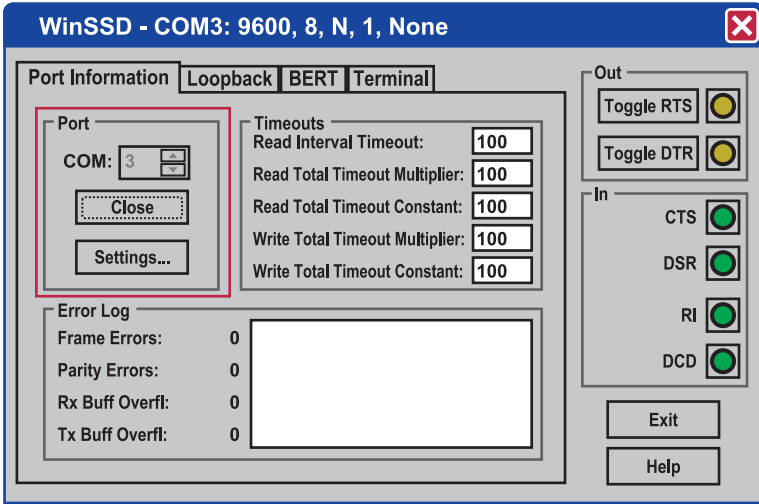 WinSSD - COM3: 9600, 8, N, 1, None
Port Information
Loopback
BERT
Terminal
Port
COM: 3
Close
Settings...
Timeouts
Read Interval Timeout: 100
Read Total Timeout Multiplier: 100
Read Total Timeout Constant: 100
Write Total Timeout Multiplier: 100
Write Total Timeout Constant: 100
Error Log
Frame Errors: 0
Parity Errors: 0
Rx Buff Overfl: 0
Tx Buff Overfl: 0
Out
Toggle RTS
Toggle DTR
In
CTS
DSR
RI
DCD
Exit
Help